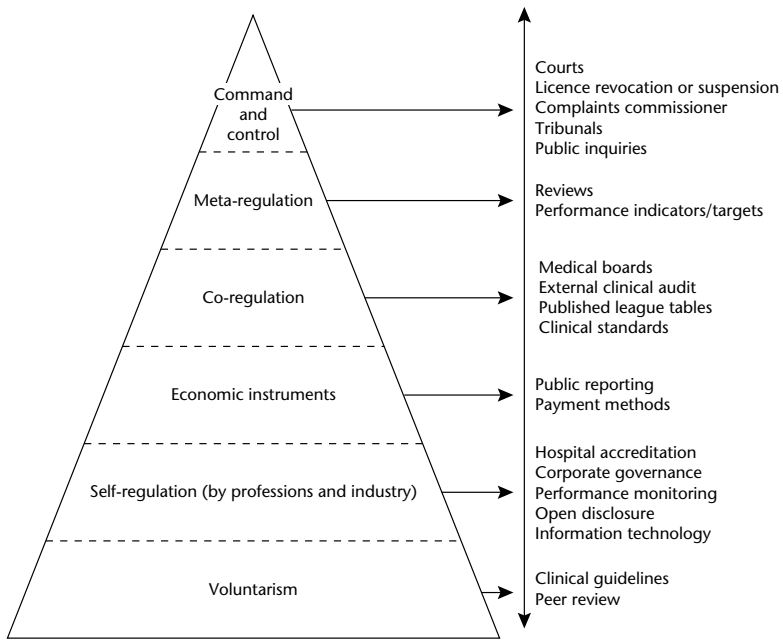 Command
and
control
Courts
Licence revocation or suspension
Complaints commissioner
Tribunals
Public inquiries
Meta-regulation
Reviews
Performance indicators/targets
Co-regulation
Medical boards
External clinical audit
Published league tables
Clinical standards
Economic instruments
Public reporting
Payment methods
Self-regulation (by professions and industry)
Hospital accreditation
Corporate governance
Performance monitoring
Open disclosure
Information technology
Voluntarism
Clinical guidelines
Peer review